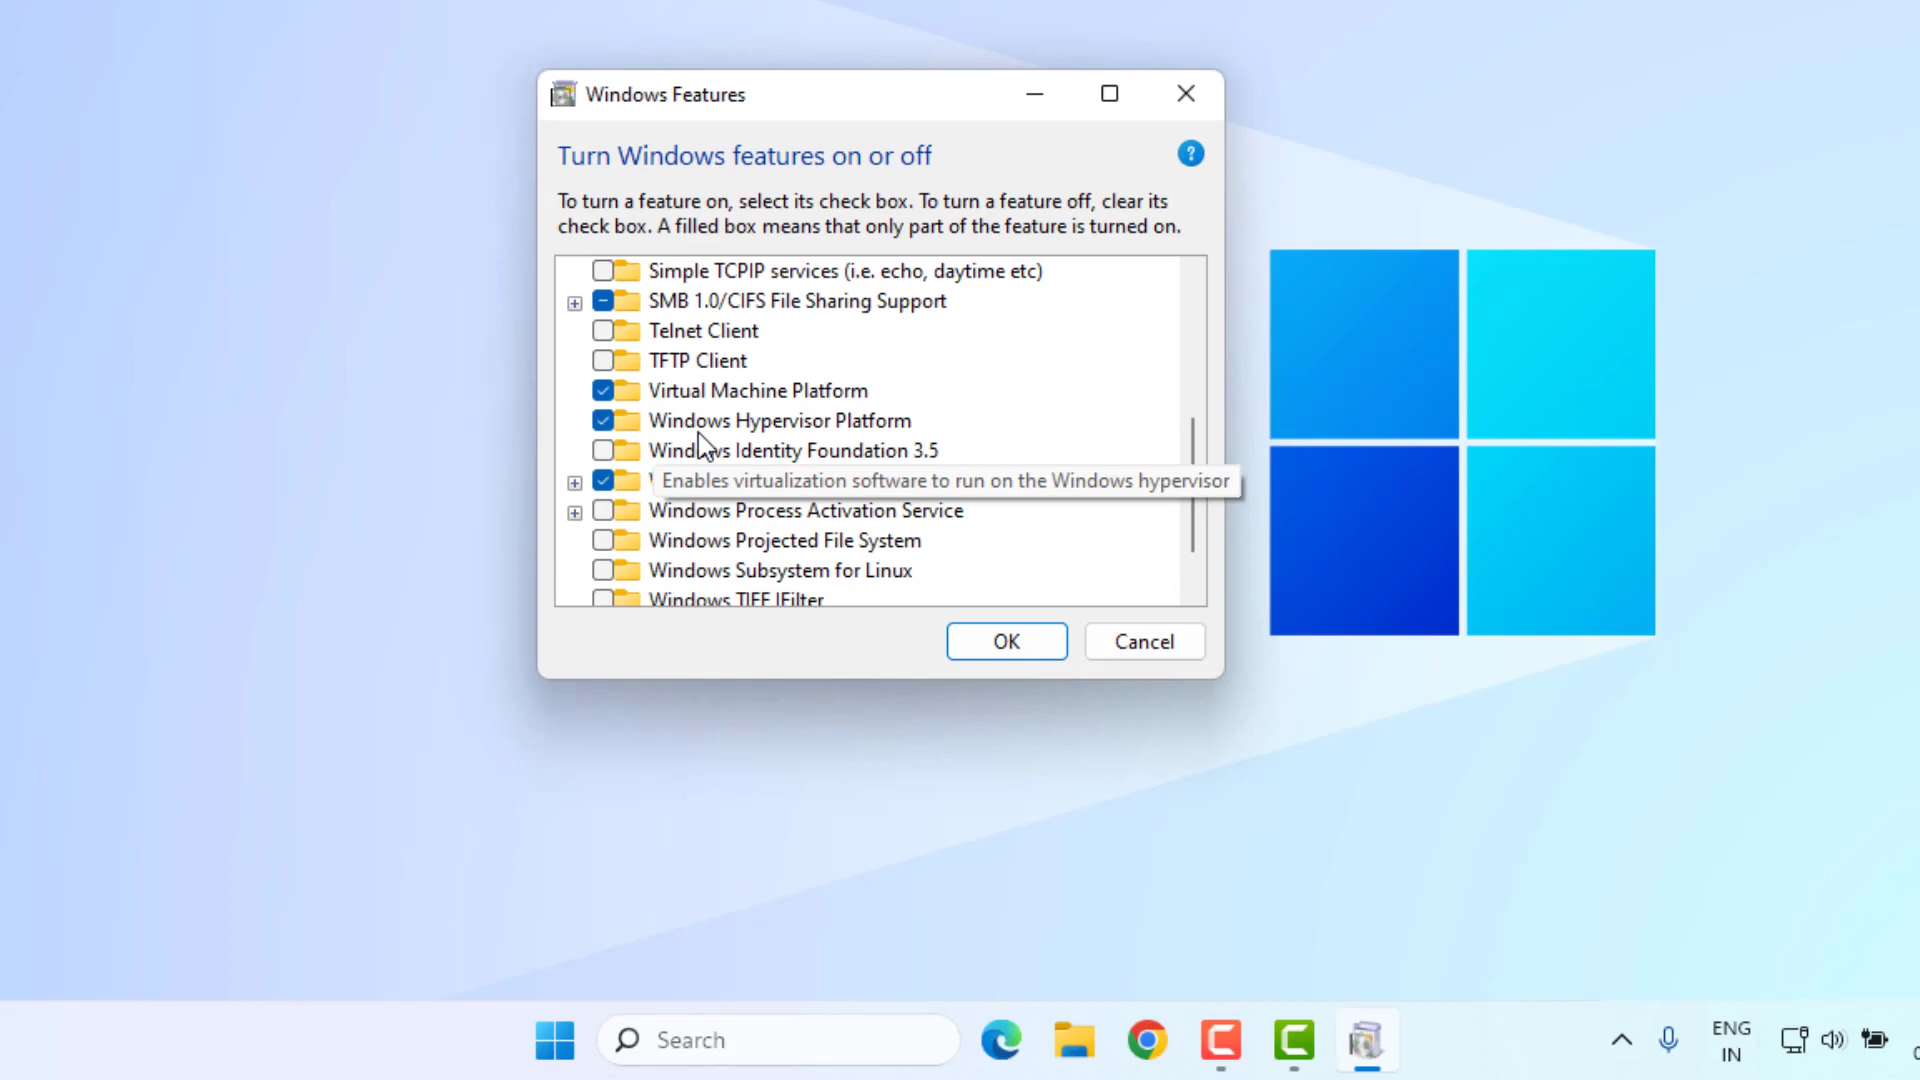 Windows Features
Turn Windows features on or off
?
To turn a feature on, select its check box. To turn a feature off, clear its
check box. A filled box means that only part of the feature is turned on.
Simple TCPIP services (i.e. echo, daytime etc)
SMB 1.0/CIFS File Sharing Support
Telnet Client
TFTP Client
Virtual Machine Platform
Windows Hypervisor Platform
Windows Identity Foundation 3.5
Enables virtualization software to run on the Windows hypervisor
Windows Process Activation Service
Windows Projected File System
Windows Subsystem for Linux
Windows TIFF IFilter
OK
Cancel
Search
ENG
IN